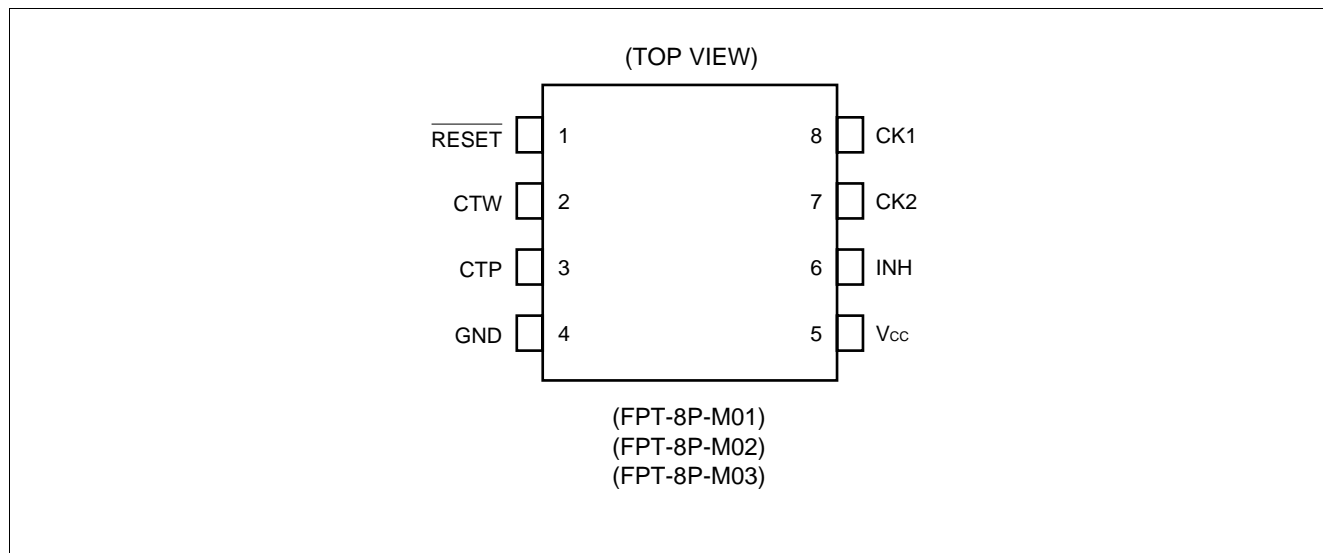 (TOP VIEW)
RESET 1 8 CK1
CTW 2 7 CK2
CTP 3 6 INH
GND 4 5 VCC
(FPT-8P-M01)
(FPT-8P-M02)
(FPT-8P-M03)